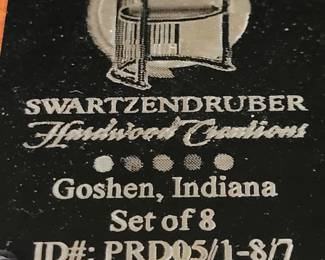 SWARTZENDRUBER
Hardwood Creations
Goshen, Indiana
Set of 8
ID#: PRD05/1-8/7